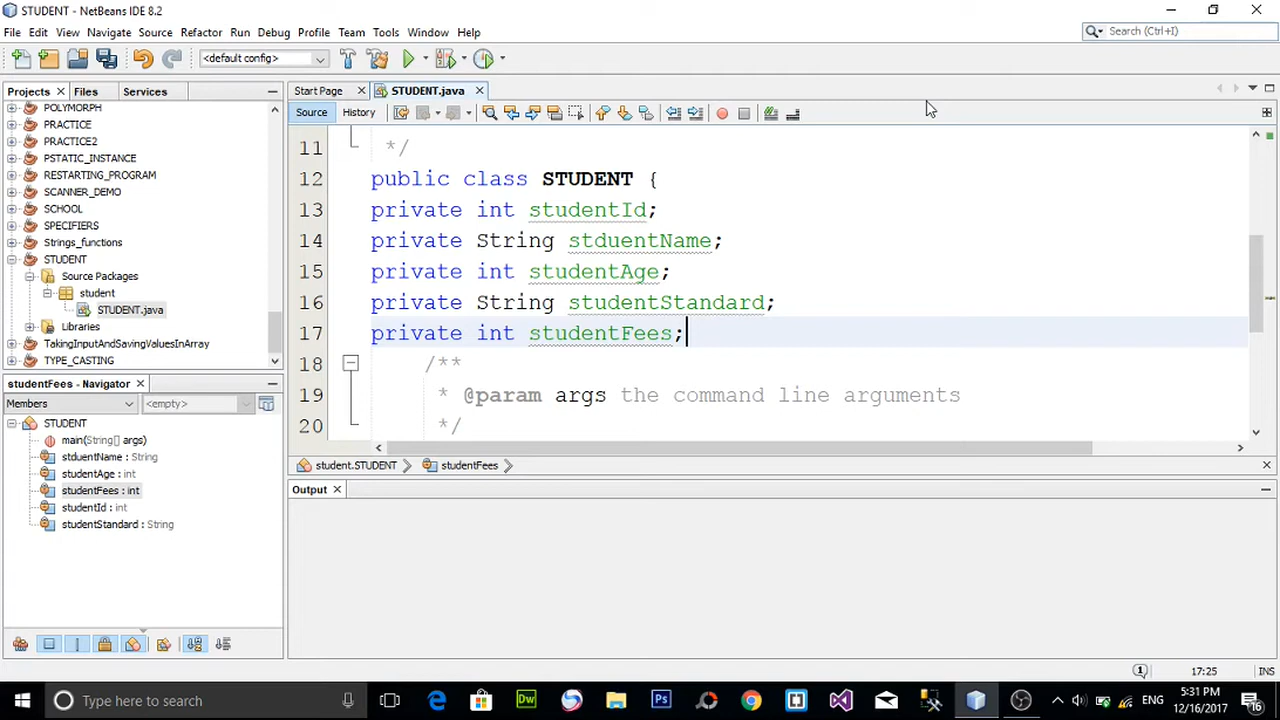 STUDENT - NetBeans IDE 8.2
File Edit View Navigate Source Refactor Run Debug Profile Team Tools Window Help
Search (Ctrl+I)
<default config>
Projects Files Services
Start Page STUDENT.java
Source History
POLYMORPH
PRACTICE
PRACTICE2
PSTATIC_INSTANCE
RESTARTING_PROGRAM
SCANNER_DEMO
SCHOOL
SPECIFIERS
Strings_functions
STUDENT
Source Packages
student
STUDENT.java
Libraries
TakingInputAndSavingValuesInArray
TYPE_CASTING
11 */
12 public class STUDENT {
13 private int studentId;
14 private String stduentName;
15 private int studentAge;
16 private String studentStandard;
17 private int studentFees;
18 /**
19 * @param args the command line arguments
20 */
student.STUDENT studentFees
studentFees - Navigator
Members <empty>
STUDENT
main(String[] args)
stduentName : String
studentAge : int
studentFees : int
studentId : int
studentStandard : String
Output
1 17:25 INS
Type here to search
Dw
Ps
ENG
5:31 PM
12/16/2017
16